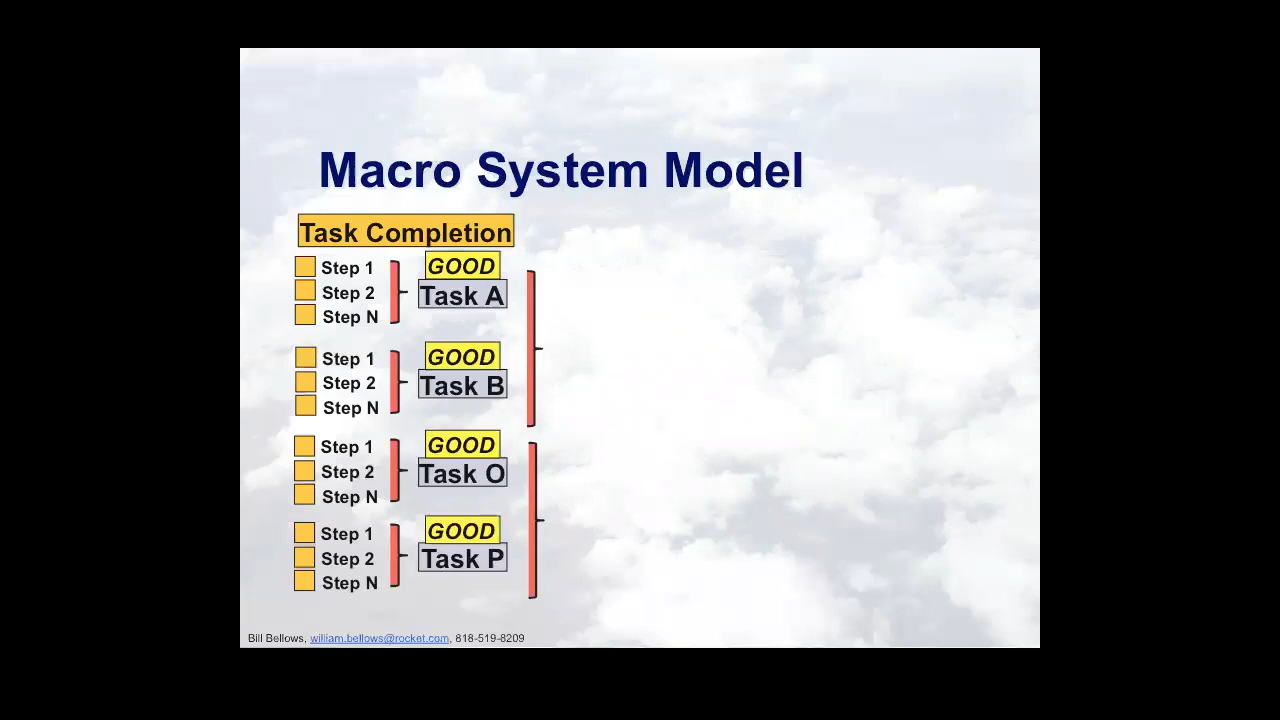 Macro System Model
Task Completion
Step 1
Step 2
Step N
GOOD
Task A
Step 1
Step 2
Step N
GOOD
Task B
Step 1
Step 2
Step N
GOOD
Task O
Step 1
Step 2
Step N
GOOD
Task P
Bill Bellows, william.bellows@rocket.com, 818-519-8209